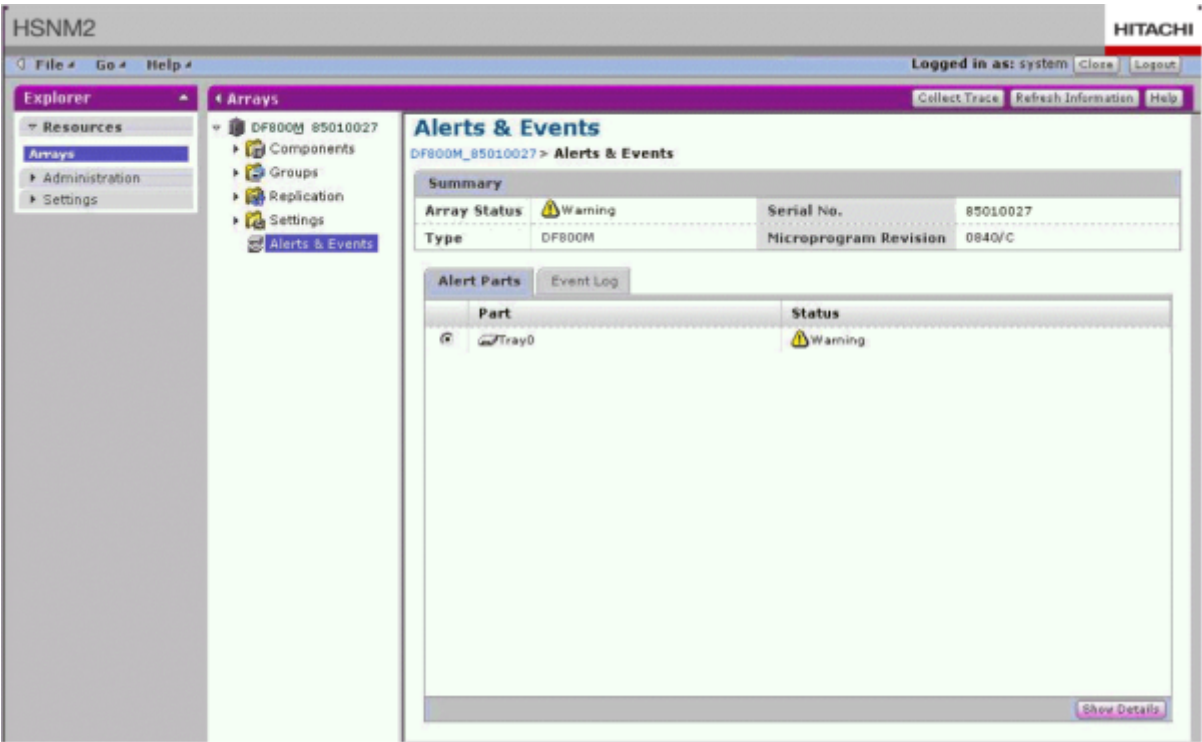 HSNM2
HITACHI
File Go Help
Logged in as: system Close Logout
Explorer
Resources
Arrays
Administration
Settings
Arrays
Collect Trace Refresh Information Help
DF800M 85010027
Components
Groups
Replication
Settings
Alerts & Events
Alerts & Events
DF800M_85010027 > Alerts & Events
Summary
Array Status Warning Serial No. 85010027
Type DF800M Microprogram Revision 0840/C
Alert Parts Event Log
Part Status
Tray0 Warning
Show Details